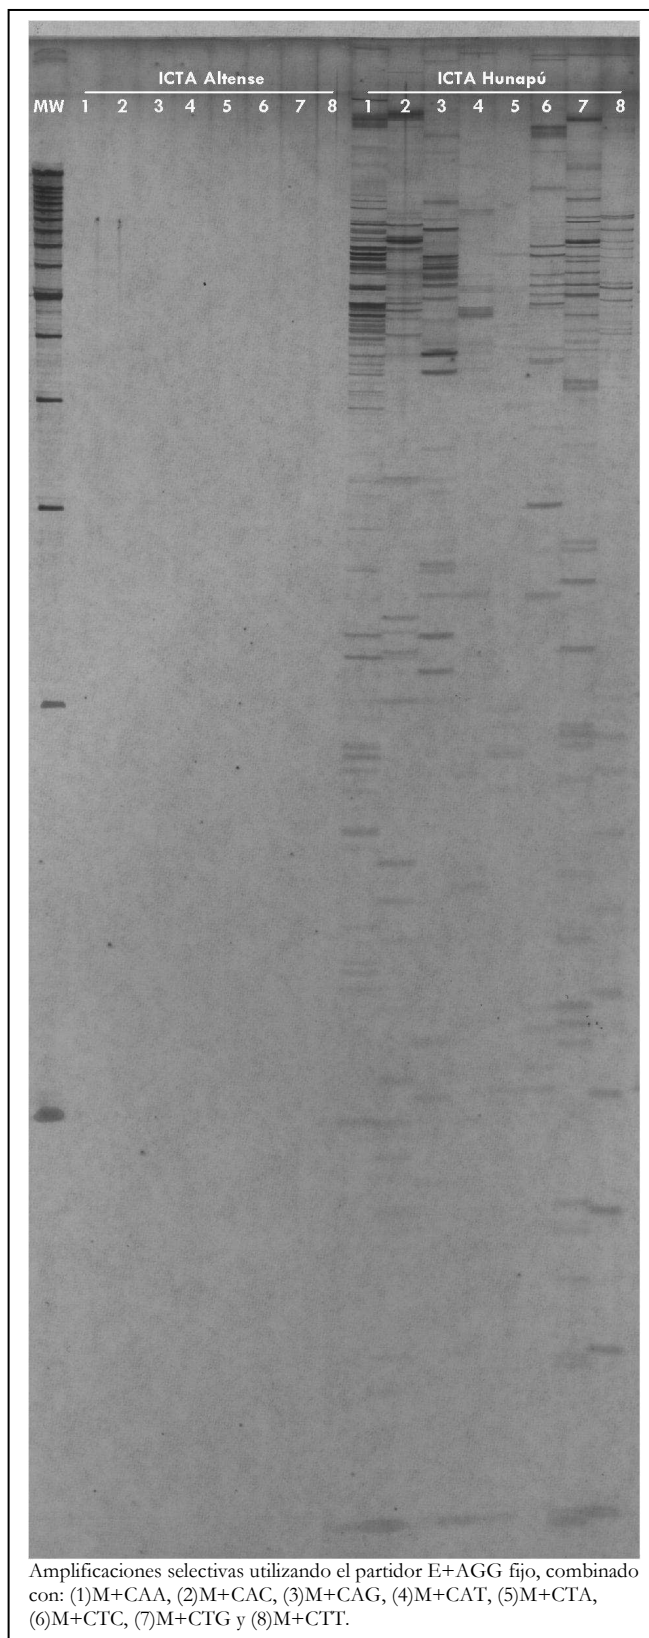 ICTA Altense ICTA Hunapú
MW 1 2 3 4 5 6 7 8 1 2 3 4 5 6 7 8
Amplificaciones selectivas utilizando el partidor E+AGG fijo, combinado
con: (1)M+CAA, (2)M+CAC, (3)M+CAG, (4)M+CAT, (5)M+CTA,
(6)M+CTC, (7)M+CTG y (8)M+CTT.